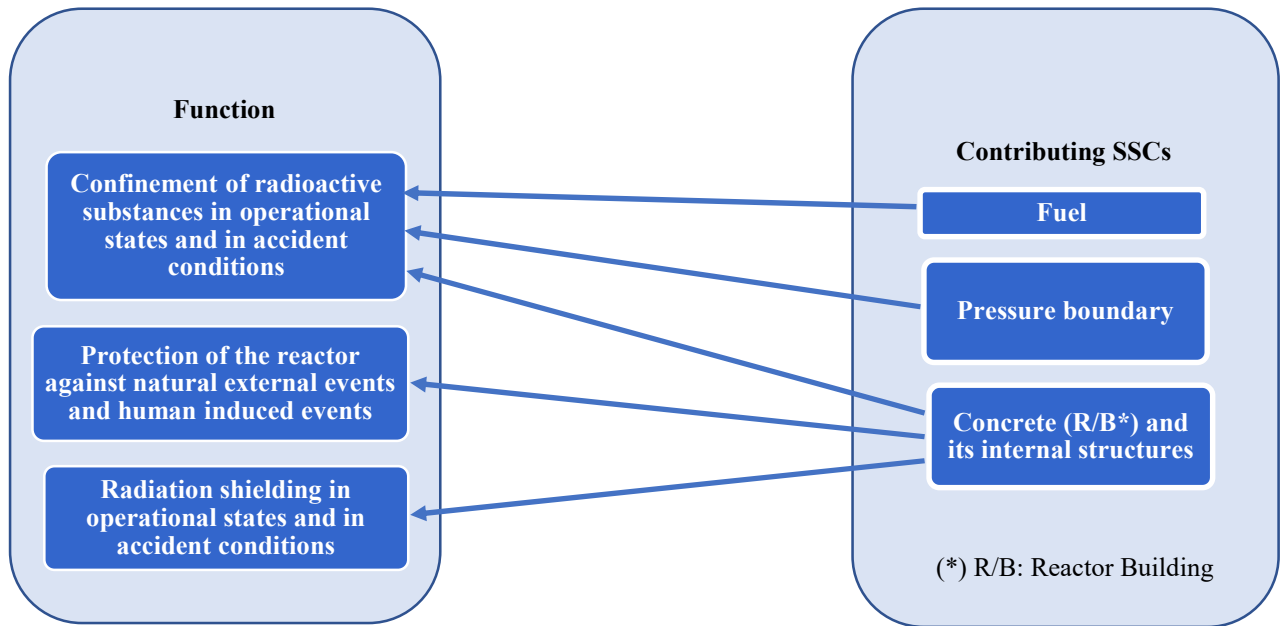 Function
Confinement of radioactive
substances in operational
states and in accident
conditions
Protection of the reactor
against natural external events
and human induced events
Radiation shielding in
operational states and in
accident conditions
Contributing SSCs
Fuel
Pressure boundary
Concrete (R/B*) and
its internal structures
(*) R/B: Reactor Building